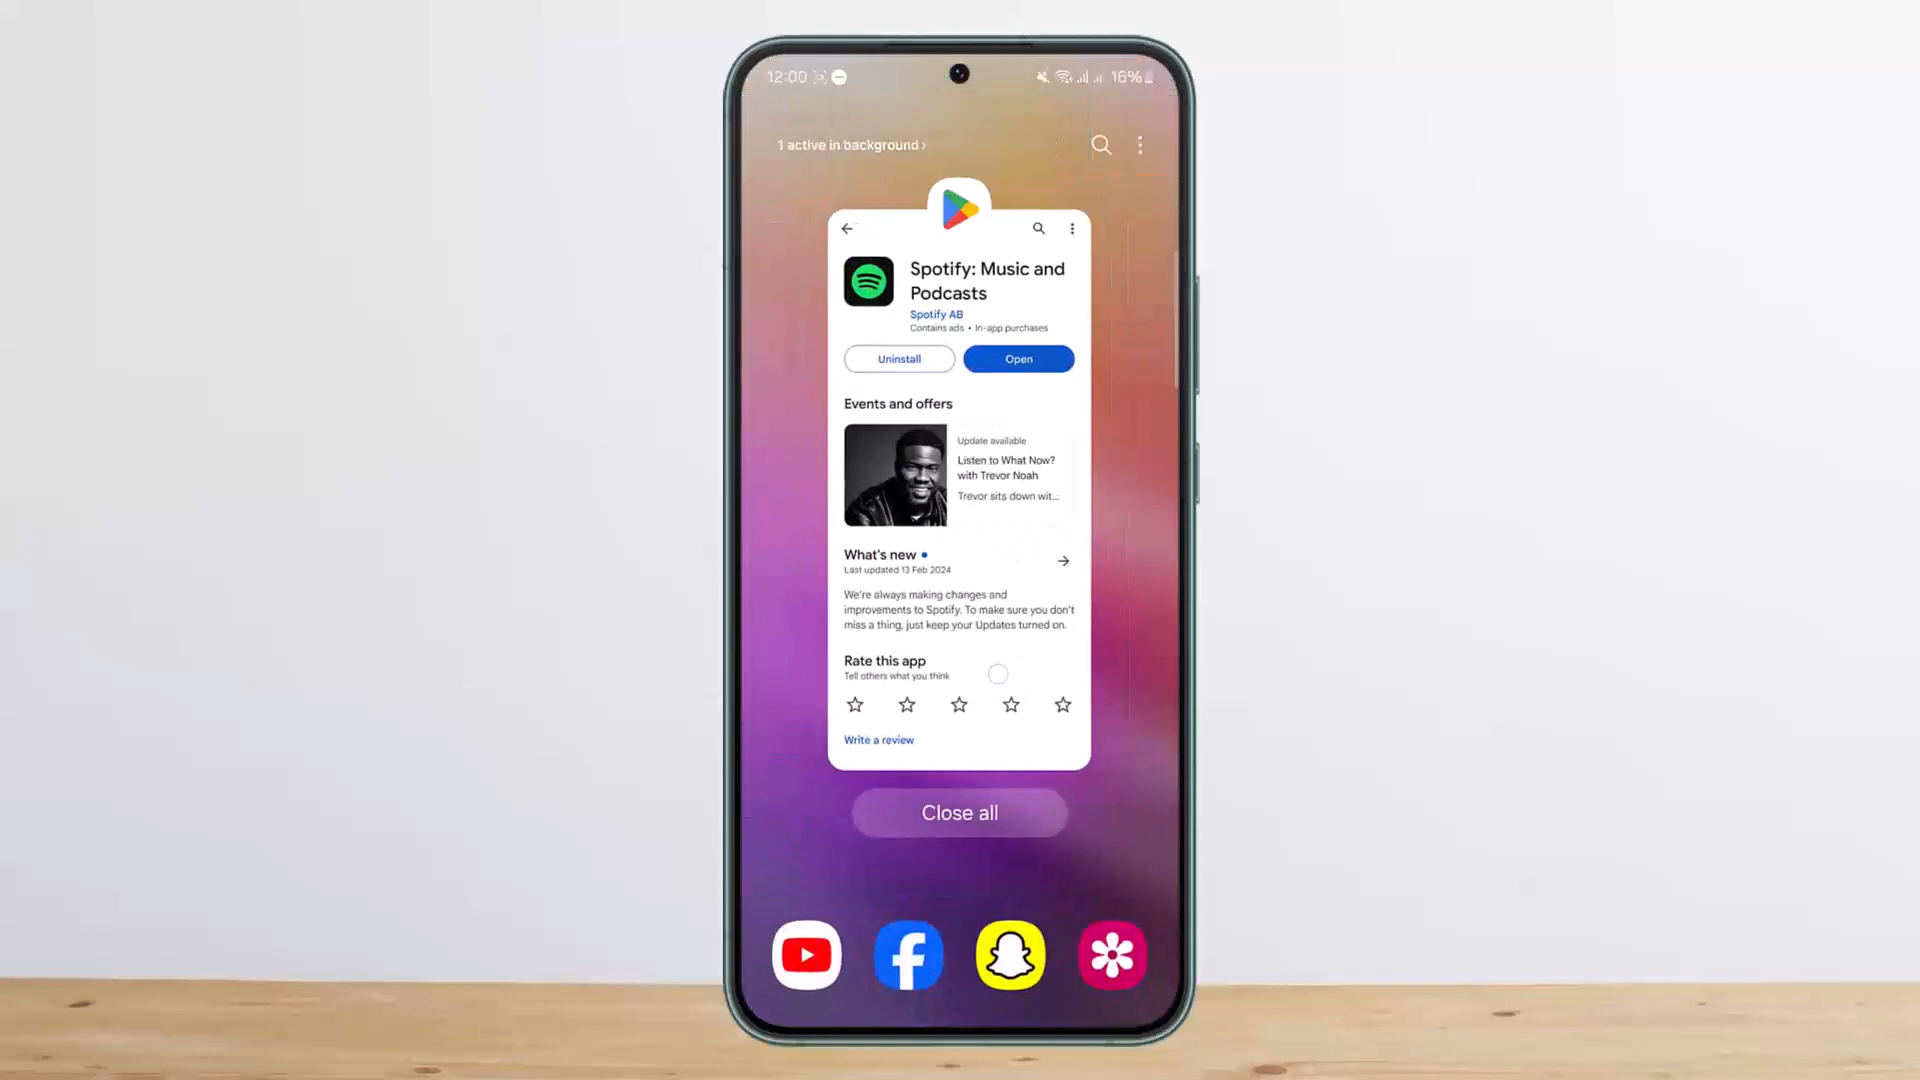 12:00
16%
1 active in background ›
Spotify: Music and
Podcasts
Spotify AB
Contains ads • In-app purchases
Uninstall
Open
Events and offers
Update available
Listen to What Now?
with Trevor Noah
Trevor sits down wit...
What's new
Last updated 13 Feb 2024
We're always making changes and
improvements to Spotify. To make sure you don't
miss a thing, just keep your Updates turned on.
Rate this app
Tell others what you think
Write a review
Close all